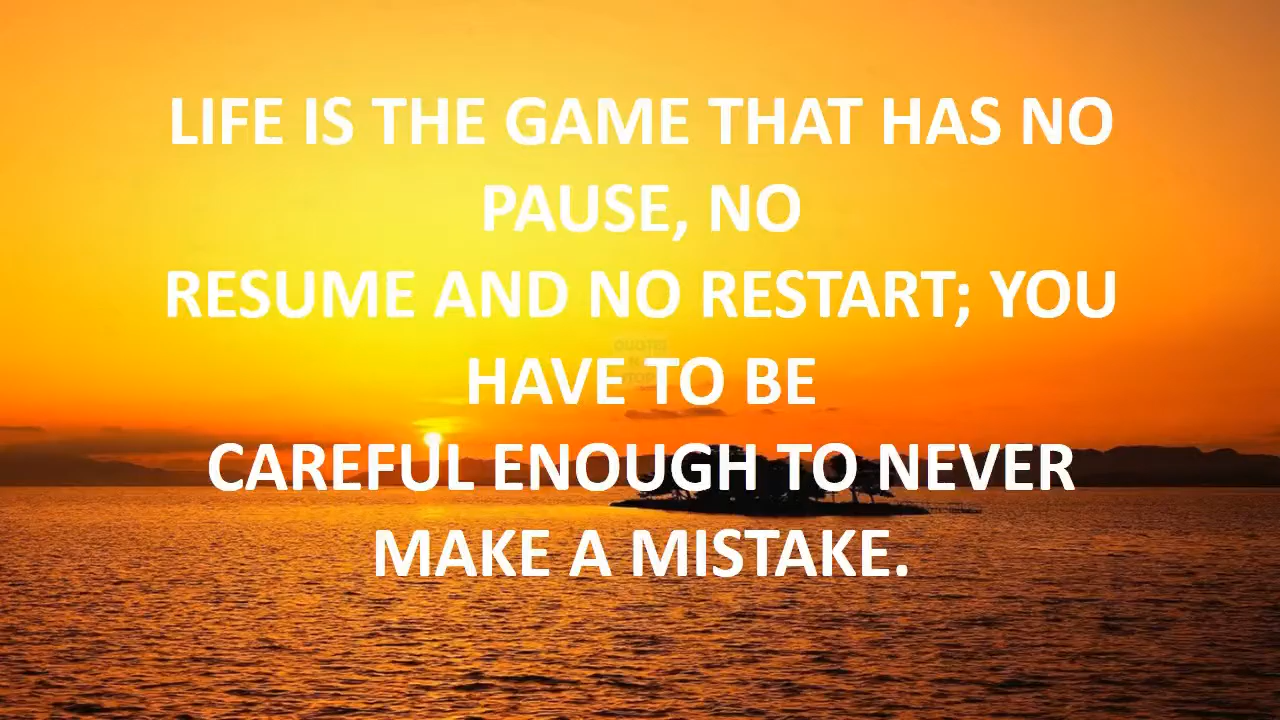 LIFE IS THE GAME THAT HAS NO
PAUSE, NO
RESUME AND NO RESTART; YOU
HAVE TO BE
CAREFUL ENOUGH TO NEVER
MAKE A MISTAKE.